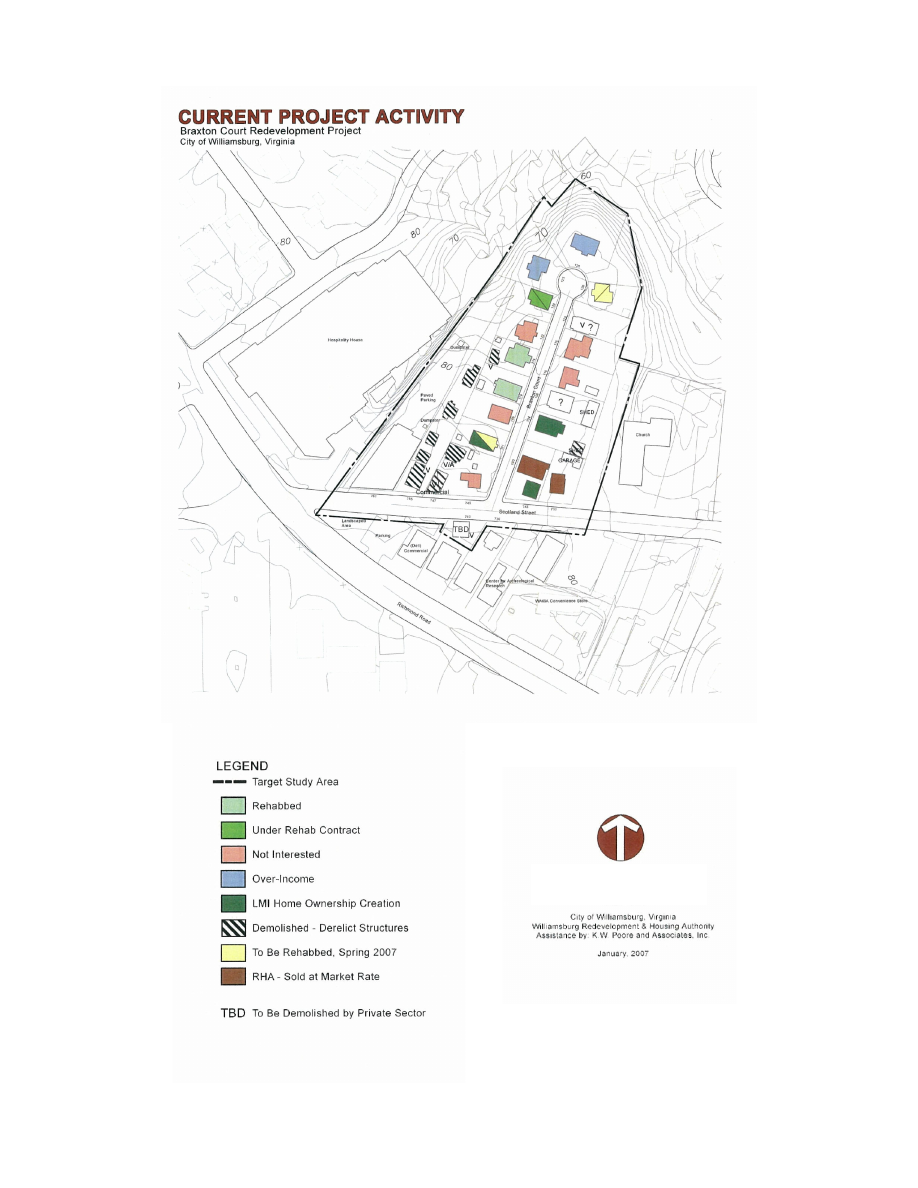 CURRENT PROJECT ACTIVITY
Braxton Court Redevelopment Project
City of Williamsburg, Virginia
60
80
80
70
70
Hospitality House
V ?
80
Paved
Parking
Braxton Court
?
SHED
Dumpster
Church
V
V/A
GARAGE
Commercial
Scotland Street
Landscaped
Area
TBD
V
Parking
(Deli)
Commercial
Center for Archaeological
Research
80
WAWA Convenience Store
Richmond Road
LEGEND
Target Study Area
Rehabbed
Under Rehab Contract
Not Interested
Over-Income
LMI Home Ownership Creation
Demolished - Derelict Structures
To Be Rehabbed, Spring 2007
RHA - Sold at Market Rate
TBD To Be Demolished by Private Sector
City of Williamsburg, Virginia
Williamsburg Redevelopment & Housing Authority
Assistance by: K.W. Poore and Associates, Inc.
January, 2007